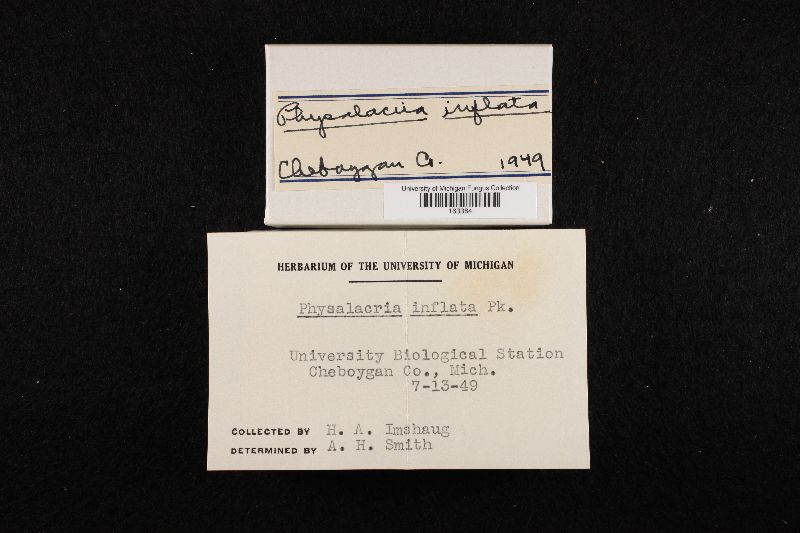 Physalacria inflata
Cheboygan Co. 1949
University of Michigan Fungus Collection
163384
HERBARIUM OF THE UNIVERSITY OF MICHIGAN
Physalacria inflata Pk.
University Biological Station
Cheboygan Co., Mich.
7-13-49
COLLECTED BY H. A. Imshaug
DETERMINED BY A. H. Smith